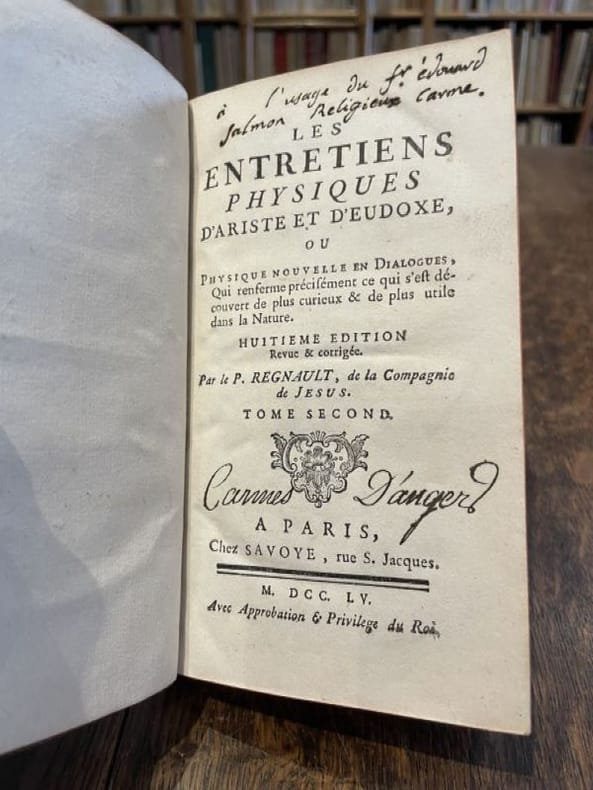 à l'usage du fr édouard
Salmon Religieux Carme.
LES
ENTRETIENS
PHYSIQUES
D'ARISTE ET D'EUDOXE,
OU
PHYSIQUE NOUVELLE EN DIALOGUES,
Qui renferme précisément ce qui s'est dé-
couvert de plus curieux & de plus utile
dans la Nature.
HUITIEME EDITION
Revue & corrigée.
Par le P. REGNAULT, de la Compagnie
de JESUS.
TOME SECOND.
Carmes D'angers
A PARIS,
Chez SAVOYE, rue S. Jacques.
M. DCC. LV.
Avec Approbation & Privilege du Roi.